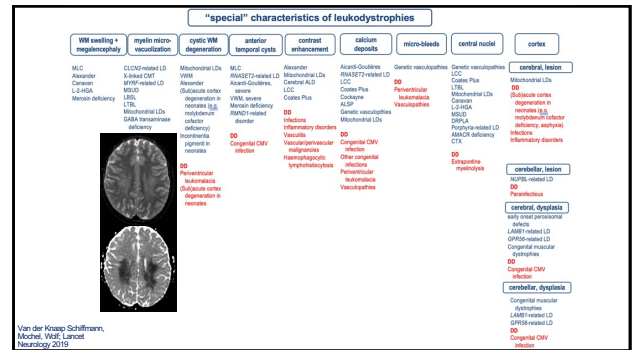 "special" characteristics of leukodystrophies
WM swelling +
megalencephaly
MLC
Alexander
Canavan
L-2-HGA
Merosin deficiency
myelin micro-
vacuolization
CLCN2-related LD
X-linked CMT
MYRF-related LD
MSUD
LBSL
LTBL
Mitochondrial LDs
GABA transaminase
deficiency
cystic WM
degeneration
Mitochondrial LDs
VWM
Alexander
(Sub)acute cortex
degeneration in
neonates (e.g.
molybdenum
cofactor
deficiency)
Incontinentia
pigmenti in
neonates
DD
Periventricular
leukomalacia
(Sub)acute cortex
degeneration in
neonates
anterior
temporal cysts
MLC
RNASET2-related LD
Aicardi-Goutières,
severe
VWM, severe
Merosin deficiency
RMND1-related
disorder
DD
Congenital CMV
infection
contrast
enhancement
Alexander
Mitochondrial LDs
Cerebral ALD
LCC
Coats Plus
DD
Infections
Inflammatory disorders
Vasculitis
Vascular/perivascular
malignancies
Haemophagocytic
lymphohistiocytosis
calcium
deposits
Aicardi-Goutières
RNASET2-related LD
LCC
Coates Plus
Cockayne
ALSP
Genetic vasculopthies
Mitochondrial LDs
DD
Congenital CMV
infection
Other congenital
infections
Periventricular
leukomalacia
Vasculopathies
micro-bleeds
Genetic vasculopathies
DD
Periventricular
leukomalacia
Vasculopathies
central nuclei
Genetic vasculopathies
LCC
Coates Plus
LTBL
Mitochondrial LDs
Canavan
L-2-HGA
MSUD
DRPLA
Porphyria-related LD
AMACR deficiency
CTX
DD
Extrapontine
myelinolysis
cortex
cerebral, lesion
Mitochondrial LDs
DD
(Sub)acute cortex
degeneration in
neonates (e.g.
molybdenum cofactor
deficiency, asphyxia)
Infections
Inflammatory disorders
cerebellar, lesion
NUBPL-related LD
DD
Parainfectious
cerebral, dysplasia
early onset peroxisomal
defects
LAMB1-related LD
GPR56-related LD
Congenital muscular
dystrophies
DD
Congenital CMV
infection
cerebellar, dysplasia
Congenital muscular
dystrophies
LAMB1-related LD
GPR56-related LD
DD
Congenital CMV
infection
Van der Knaap Schiffmann,
Mochel, Wolf; Lancet
Neurology 2019